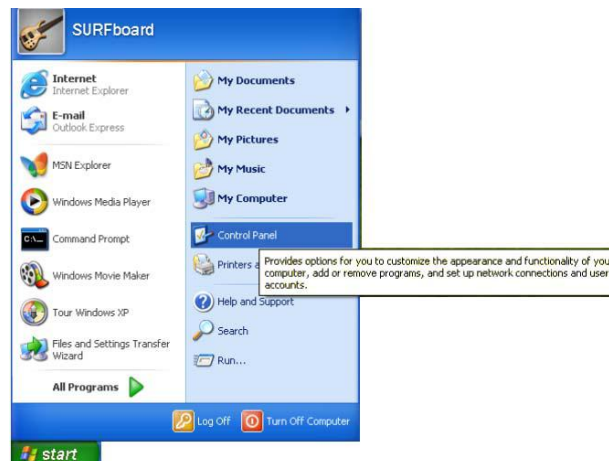 SURFboard
Internet
Internet Explorer
E-mail
Outlook Express
MSN Explorer
Windows Media Player
C:\_
Command Prompt
Windows Movie Maker
Tour Windows XP
Files and Settings Transfer
Wizard
All Programs
My Documents
My Recent Documents
My Pictures
My Music
My Computer
Control Panel
Printers a
Provides options for you to customize the appearance and functionality of you
computer, add or remove programs, and set up network connections and user
accounts.
Help and Support
Search
Run...
Log Off
Turn Off Computer
start